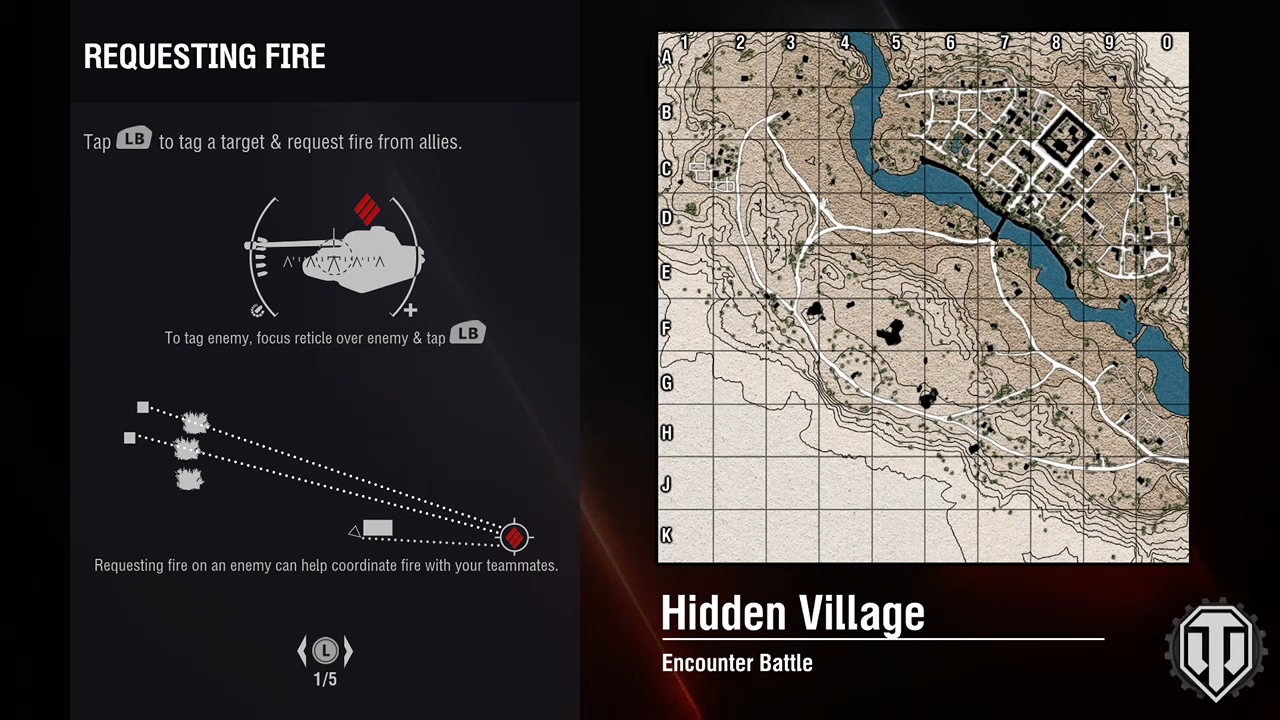 REQUESTING FIRE
Tap LB to tag a target & request fire from allies.
To tag enemy, focus reticle over enemy & tap LB
Requesting fire on an enemy can help coordinate fire with your teammates.
L
1/5
1 2 3 4 5 6 7 8 9 0
A
B
C
D
E
F
G
H
J
K
Hidden Village
Encounter Battle